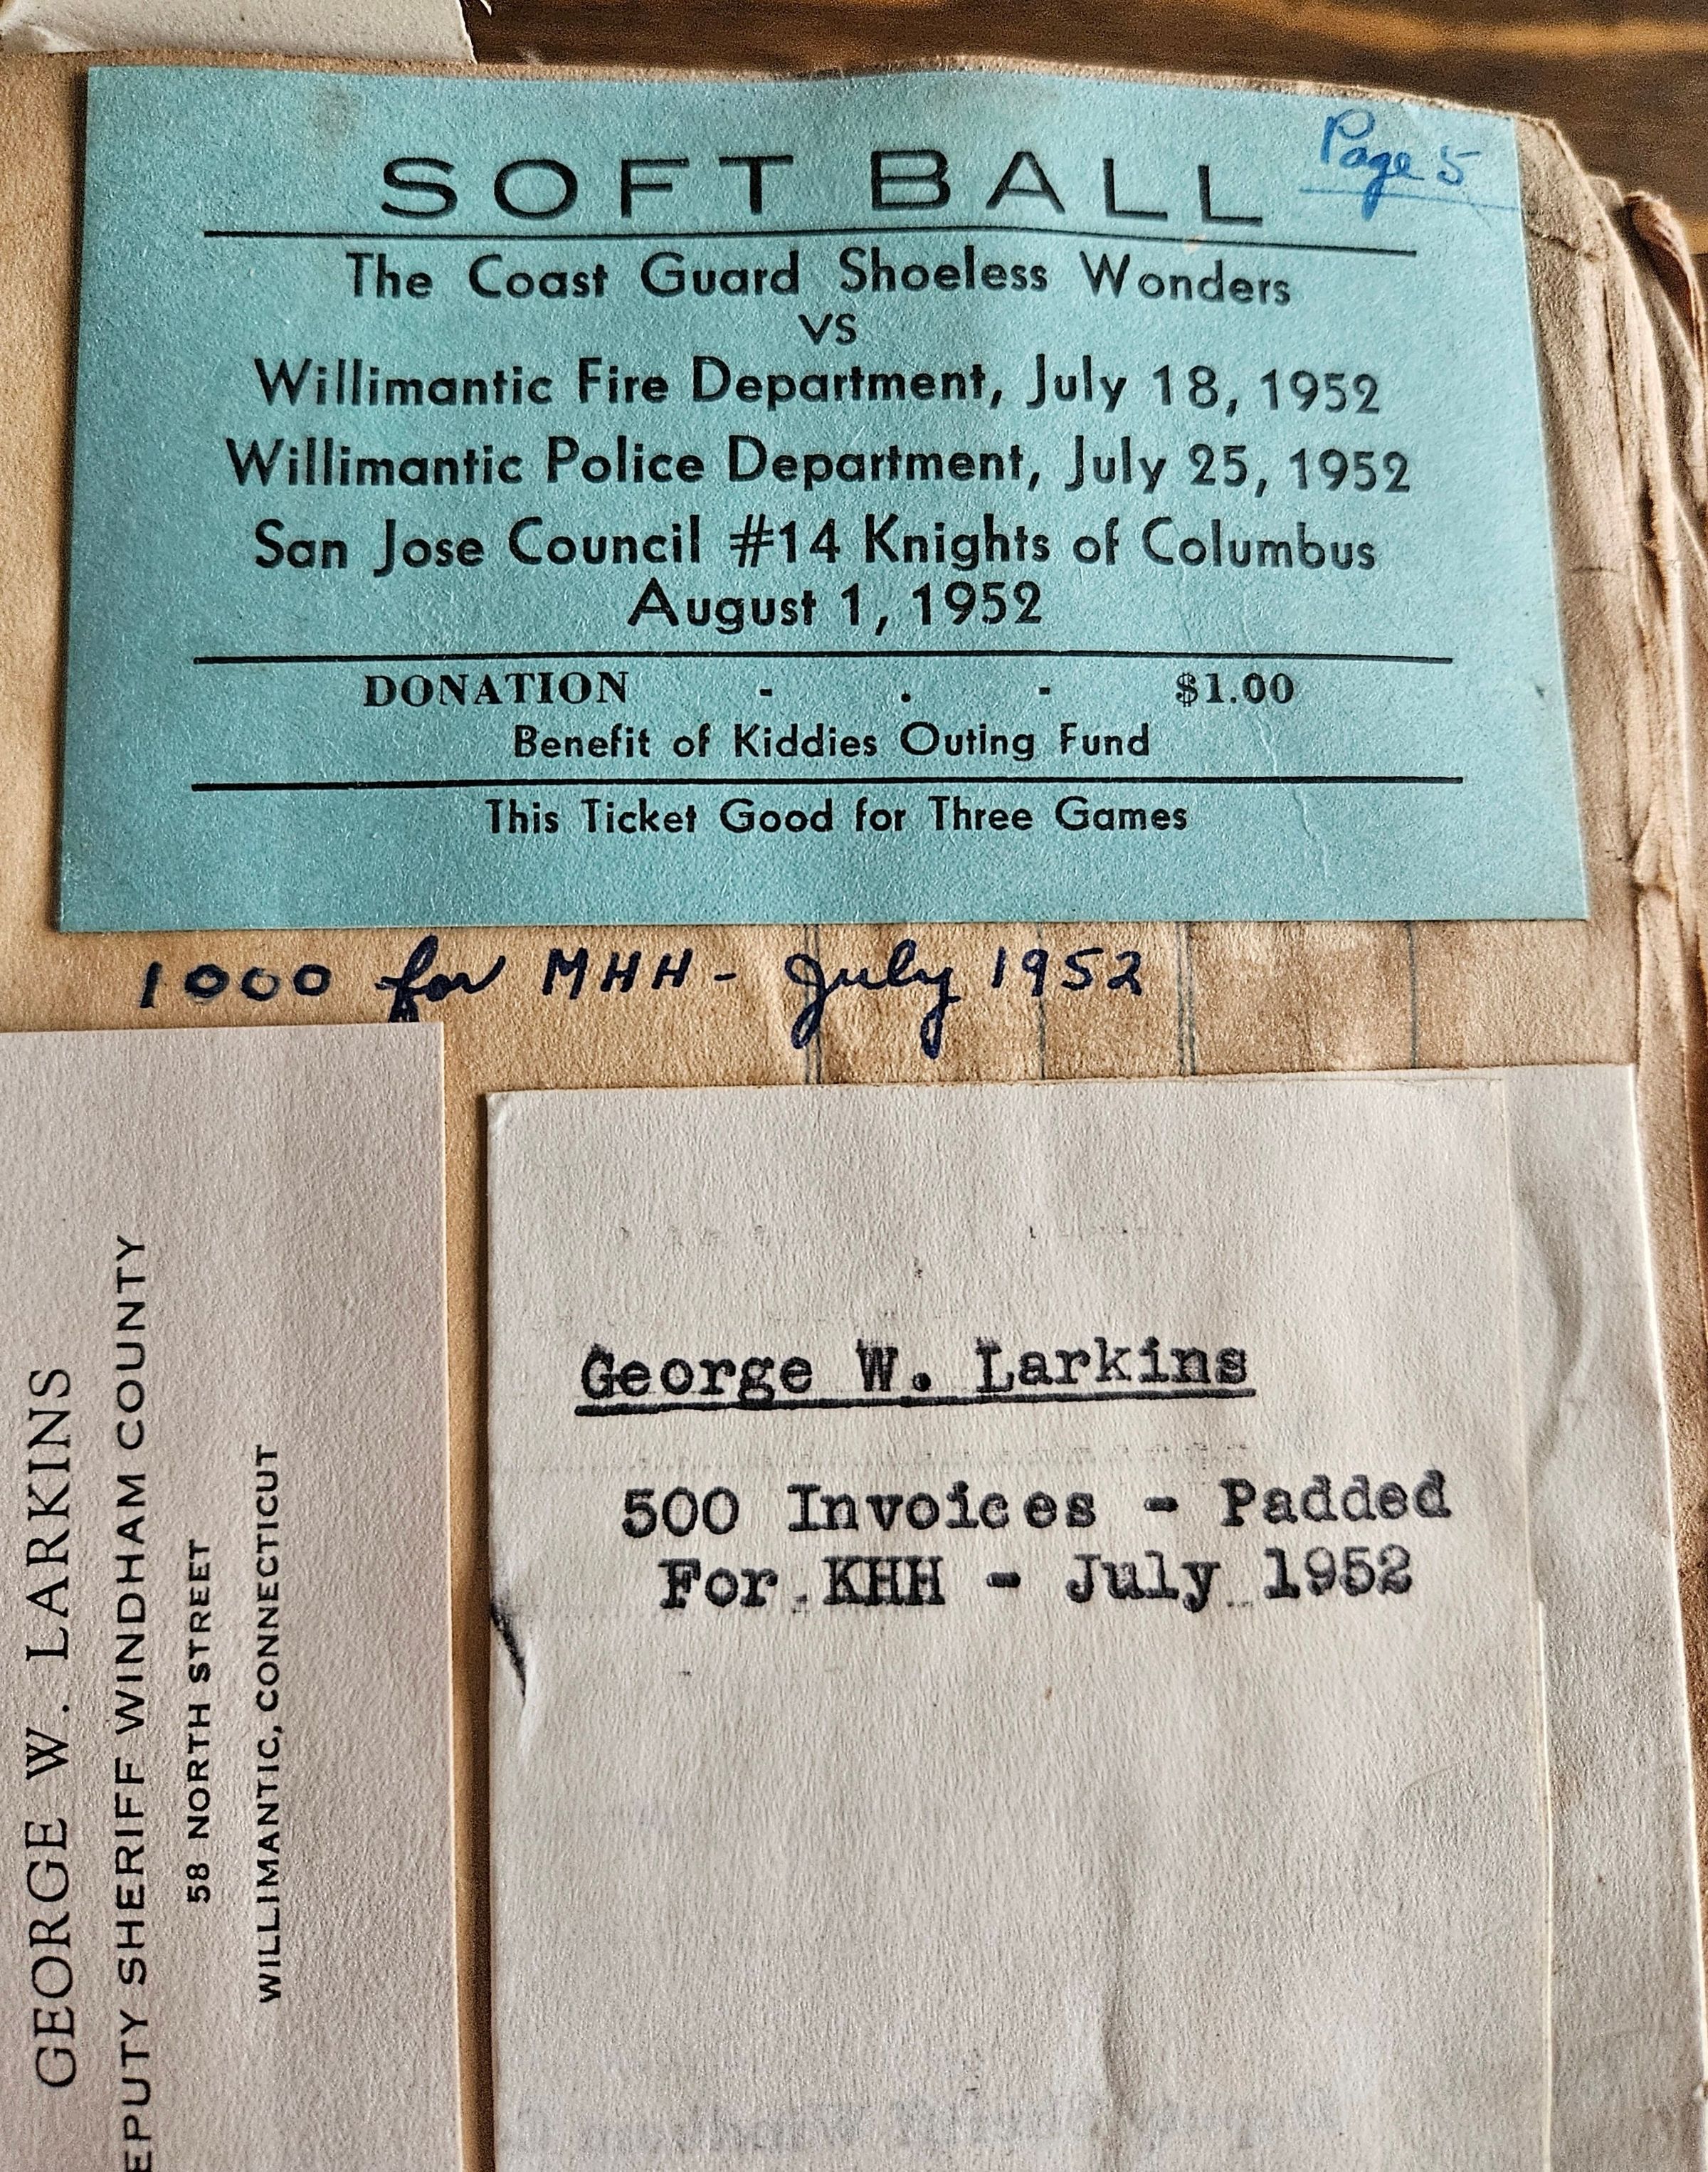 Page 5
SOFT BALL
The Coast Guard Shoeless Wonders
VS
Willimantic Fire Department, July 18, 1952
Willimantic Police Department, July 25, 1952
San Jose Council #14 Knights of Columbus
August 1, 1952
DONATION - . - $1.00
Benefit of Kiddies Outing Fund
This Ticket Good for Three Games
1000 for MHH - July 1952
GEORGE W. LARKINS
EPUTY SHERIFF WINDHAM COUNTY
58 NORTH STREET
WILLIMANTIC, CONNECTICUT
George W. Larkins
500 Invoices - Padded
For KHH - July 1952